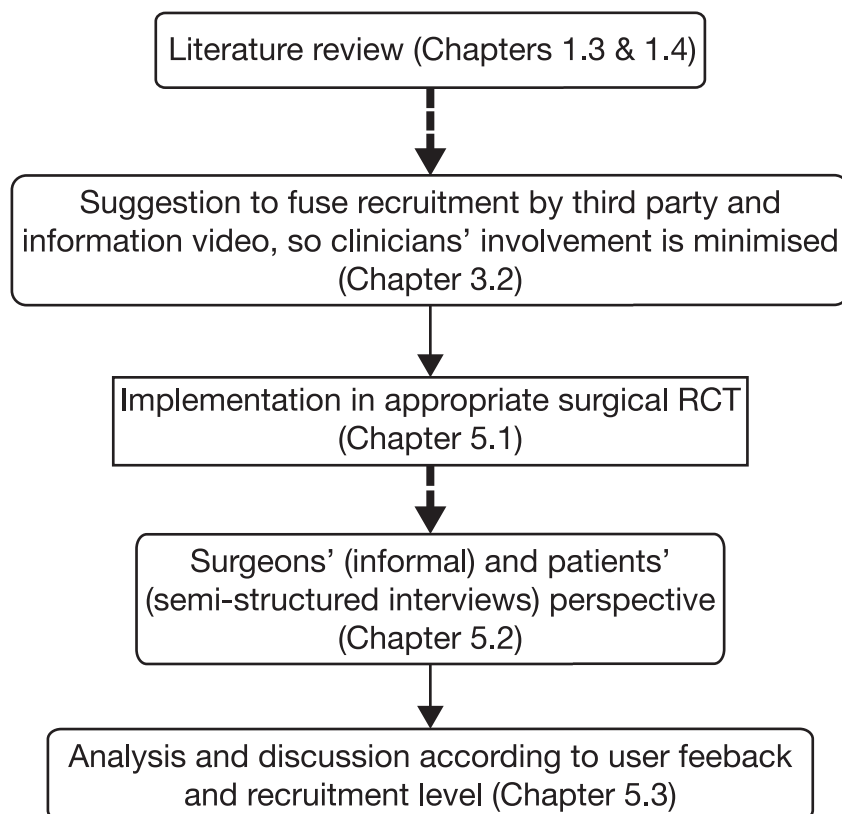 Literature review (Chapters 1.3 & 1.4)
Suggestion to fuse recruitment by third party and
information video, so clinicians’ involvement is minimised
(Chapter 3.2)
Implementation in appropriate surgical RCT
(Chapter 5.1)
Surgeons’ (informal) and patients’
(semi-structured interviews) perspective
(Chapter 5.2)
Analysis and discussion according to user feeback
and recruitment level (Chapter 5.3)